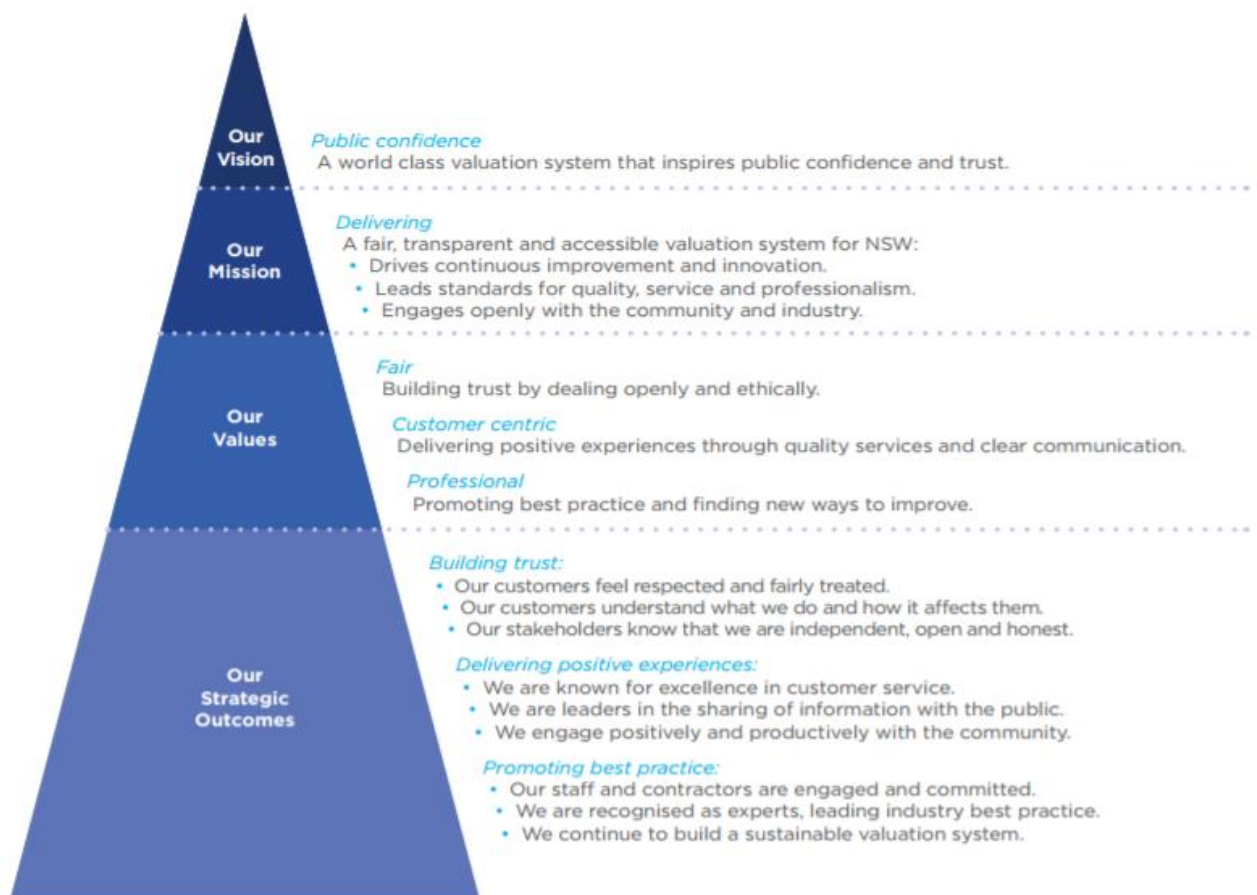 Our
Vision
Public confidence
A world class valuation system that inspires public confidence and trust.
Our
Mission
Delivering
A fair, transparent and accessible valuation system for NSW:
• Drives continuous improvement and innovation.
• Leads standards for quality, service and professionalism.
• Engages openly with the community and industry.
Our
Values
Fair
Building trust by dealing openly and ethically.
Customer centric
Delivering positive experiences through quality services and clear communication.
Professional
Promoting best practice and finding new ways to improve.
Our
Strategic
Outcomes
Building trust:
• Our customers feel respected and fairly treated.
• Our customers understand what we do and how it affects them.
• Our stakeholders know that we are independent, open and honest.
Delivering positive experiences:
• We are known for excellence in customer service.
• We are leaders in the sharing of information with the public.
• We engage positively and productively with the community.
Promoting best practice:
• Our staff and contractors are engaged and committed.
• We are recognised as experts, leading industry best practice.
• We continue to build a sustainable valuation system.